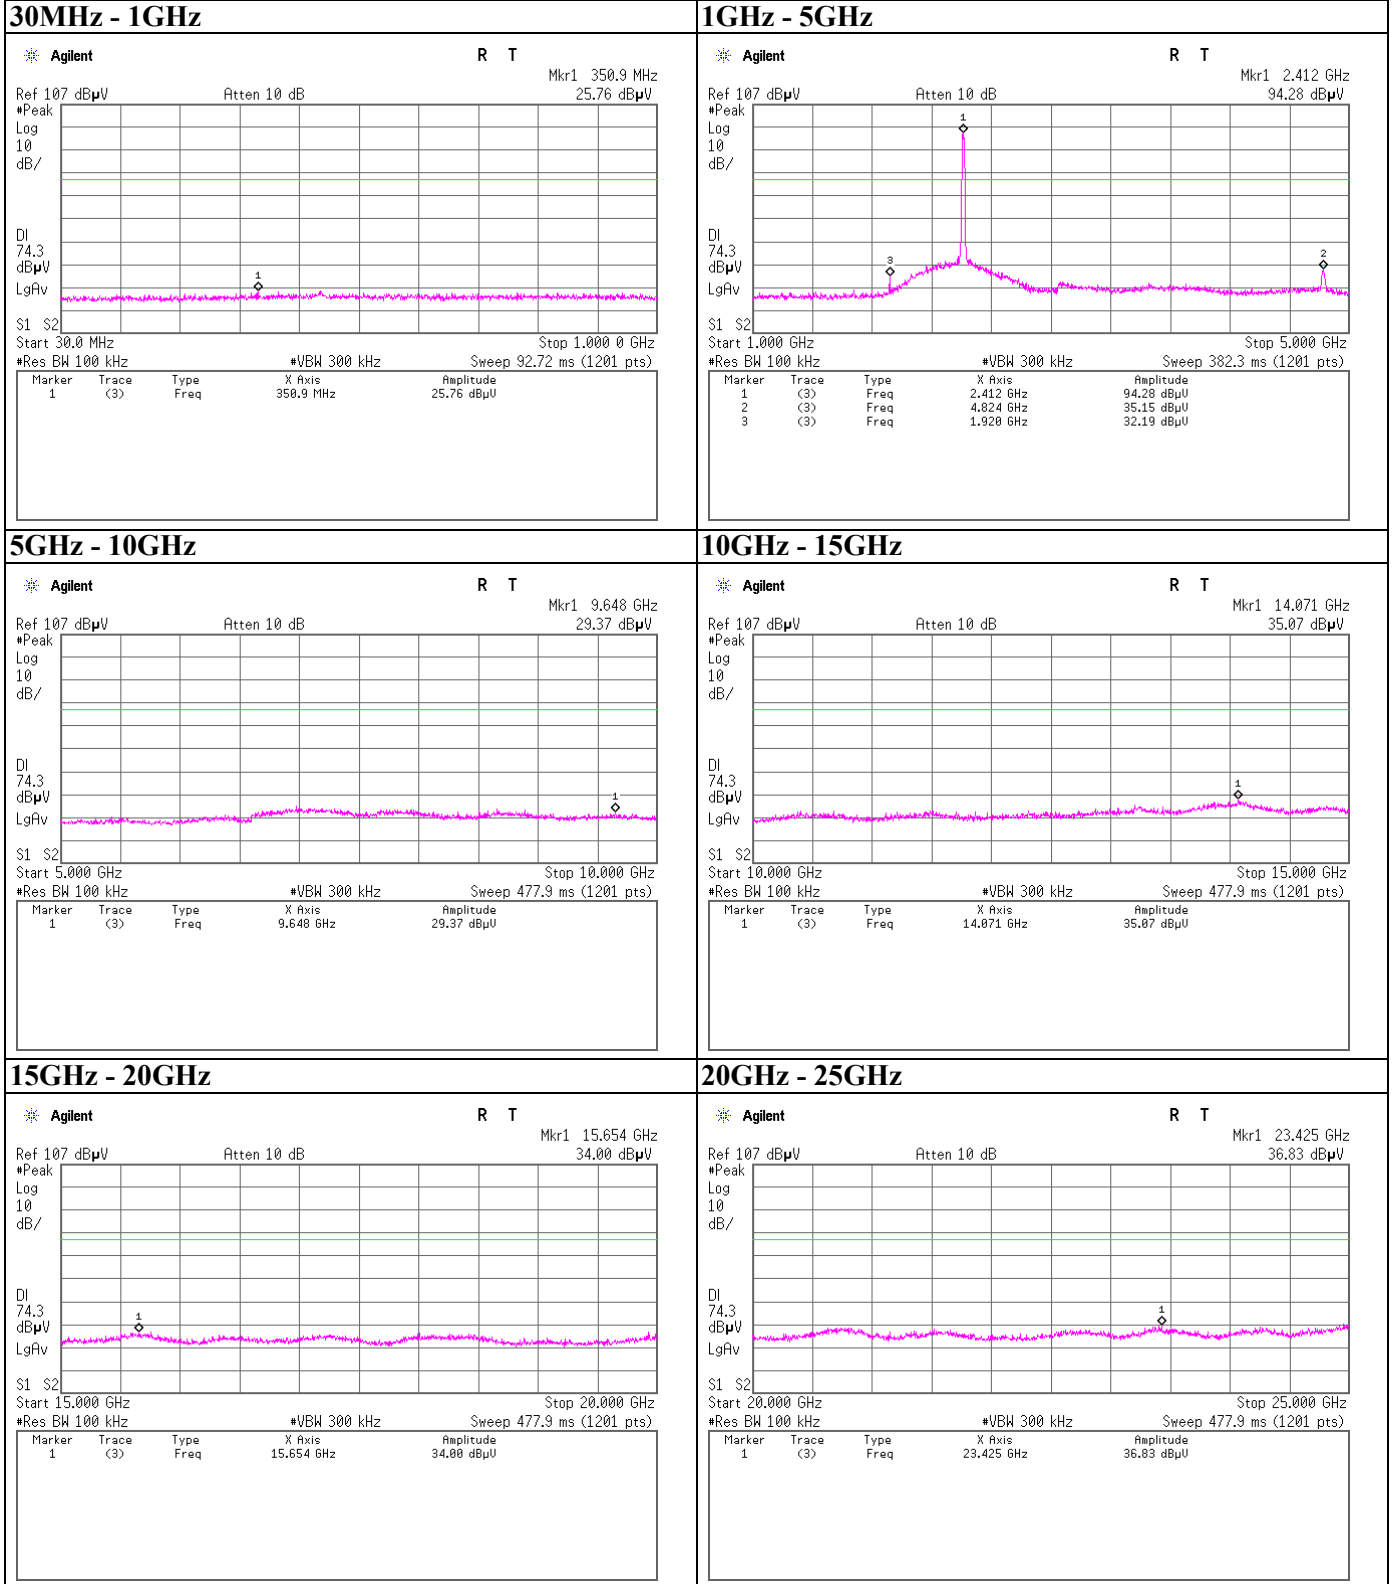 30MHz - 1GHz
Agilent
R T
Mkr1 350.9 MHz
Ref 107 dBµV
Atten 10 dB
25.76 dBµV
#Peak
Log
10
dB/
1
DI
74.3
dBµV
LgAv
S1 S2
Start 30.0 MHz
Stop 1.000 0 GHz
#Res BW 100 kHz
#VBW 300 kHz
Sweep 92.72 ms (1201 pts)
Marker Trace Type X Axis Amplitude
1 (3) Freq 350.9 MHz 25.76 dBµV
1GHz - 5GHz
Agilent
R T
Mkr1 2.412 GHz
Ref 107 dBµV
Atten 10 dB
94.28 dBµV
#Peak
Log
10
dB/
1
DI
74.3
dBµV
LgAv
3
2
S1 S2
Start 1.000 GHz
Stop 5.000 GHz
#Res BW 100 kHz
#VBW 300 kHz
Sweep 382.3 ms (1201 pts)
Marker Trace Type X Axis Amplitude
1 (3) Freq 2.412 GHz 94.28 dBµV
2 (3) Freq 4.824 GHz 35.15 dBµV
3 (3) Freq 1.920 GHz 32.19 dBµV
5GHz - 10GHz
Agilent
R T
Mkr1 9.648 GHz
Ref 107 dBµV
Atten 10 dB
29.37 dBµV
#Peak
Log
10
dB/
DI
74.3
dBµV
1
LgAv
S1 S2
Start 5.000 GHz
Stop 10.000 GHz
#Res BW 100 kHz
#VBW 300 kHz
Sweep 477.9 ms (1201 pts)
Marker Trace Type X Axis Amplitude
1 (3) Freq 9.648 GHz 29.37 dBµV
10GHz - 15GHz
Agilent
R T
Mkr1 14.071 GHz
Ref 107 dBµV
Atten 10 dB
35.07 dBµV
#Peak
Log
10
dB/
DI
74.3
1
dBµV
LgAv
S1 S2
Start 10.000 GHz
Stop 15.000 GHz
#Res BW 100 kHz
#VBW 300 kHz
Sweep 477.9 ms (1201 pts)
Marker Trace Type X Axis Amplitude
1 (3) Freq 14.071 GHz 35.07 dBµV
15GHz - 20GHz
Agilent
R T
Mkr1 15.654 GHz
Ref 107 dBµV
Atten 10 dB
34.00 dBµV
#Peak
Log
10
dB/
DI
74.3
1
dBµV
LgAv
S1 S2
Start 15.000 GHz
Stop 20.000 GHz
#Res BW 100 kHz
#VBW 300 kHz
Sweep 477.9 ms (1201 pts)
Marker Trace Type X Axis Amplitude
1 (3) Freq 15.654 GHz 34.00 dBµV
20GHz - 25GHz
Agilent
R T
Mkr1 23.425 GHz
Ref 107 dBµV
Atten 10 dB
36.83 dBµV
#Peak
Log
10
dB/
DI
74.3
1
dBµV
LgAv
S1 S2
Start 20.000 GHz
Stop 25.000 GHz
#Res BW 100 kHz
#VBW 300 kHz
Sweep 477.9 ms (1201 pts)
Marker Trace Type X Axis Amplitude
1 (3) Freq 23.425 GHz 36.83 dBµV